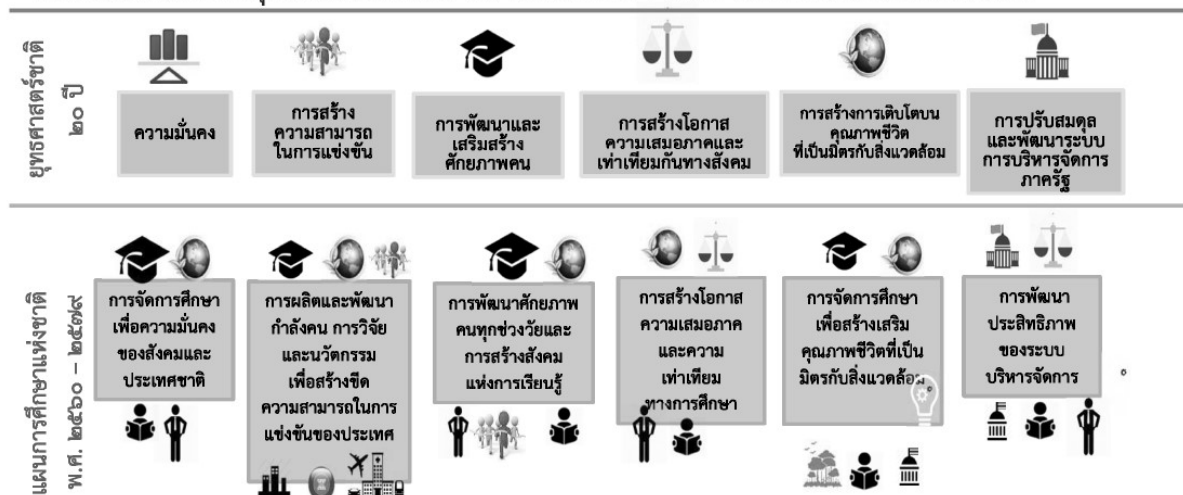 ยุทธศาสตร์ชาติ
๒๐ ปี
ความมั่นคง
การสร้าง
ความสามารถ
ในการแข่งขัน
การพัฒนาและ
เสริมสร้าง
ศักยภาพคน
การสร้างโอกาส
ความเสมอภาคและ
เท่าเทียมกันทางสังคม
การสร้างการเติบโตบน
คุณภาพชีวิต
ที่เป็นมิตรกับสิ่งแวดล้อม
การปรับสมดุล
และพัฒนาระบบ
การบริหารจัดการ
ภาครัฐ
แผนการศึกษาแห่งชาติ
พ.ศ. ๒๕๖๐ – ๒๕๗๙
การจัดการศึกษา
เพื่อความมั่นคง
ของสังคมและ
ประเทศชาติ
การผลิตและพัฒนา
กำลังคน การวิจัย
และนวัตกรรม
เพื่อสร้างขีด
ความสามารถในการ
แข่งขันของประเทศ
การพัฒนาศักยภาพ
คนทุกช่วงวัยและ
การสร้างสังคม
แห่งการเรียนรู้
การสร้างโอกาส
ความเสมอภาค
และความ
เท่าเทียม
ทางการศึกษา
การจัดการศึกษา
เพื่อสร้างเสริม
คุณภาพชีวิตที่เป็น
มิตรกับสิ่งแวดล้อม
การพัฒนา
ประสิทธิภาพ
ของระบบ
บริหารจัดการ